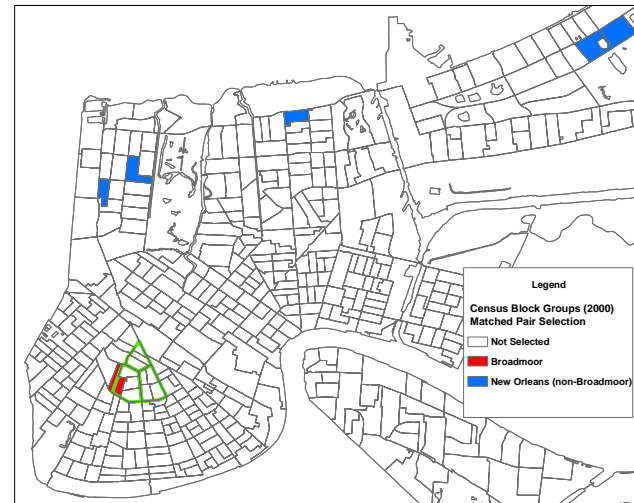 Legend
Census Block Groups (2000)
Matched Pair Selection
Not Selected
Broadmoor
New Orleans (non-Broadmoor)